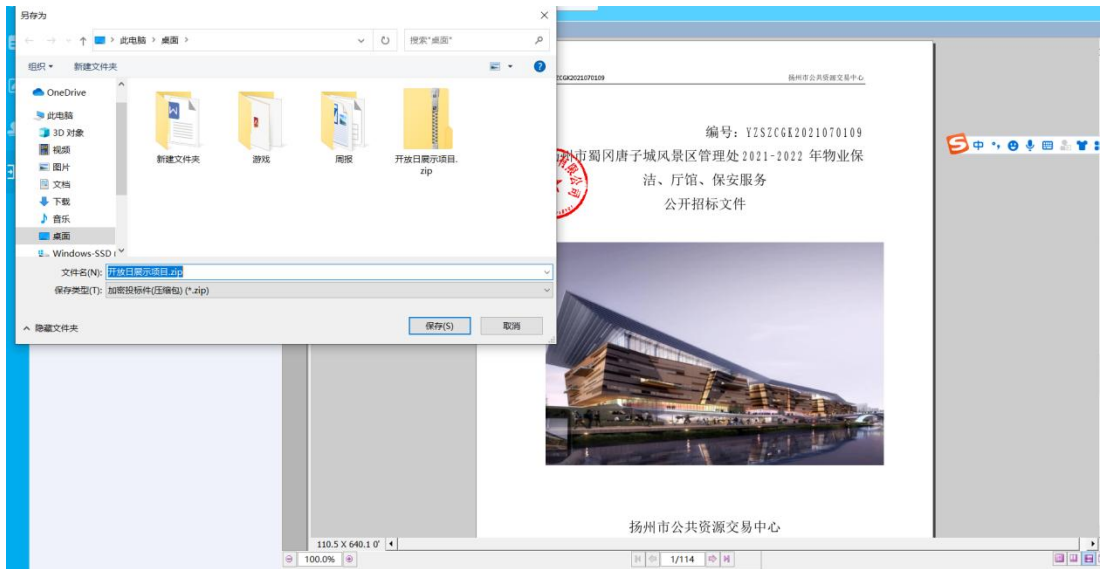 另存为
此电脑 > 桌面 >
搜索"桌面"
组织
新建文件夹
OneDrive
此电脑
3D 对象
视频
图片
文档
下载
音乐
桌面
Windows-SSD (
新建文件夹
游戏
周报
开放日展示项目.
zip
文件名(N): 开放日展示项目.zip
保存类型(T): 加密投标件(压缩包) (*.zip)
隐藏文件夹
保存(S)
取消
ZCGK2021070109
扬州市公共资源交易中心
编号: YZSZCGK2021070109
州市蜀冈唐子城风景区管理处 2021-2022 年物业保
洁、厅馆、保安服务
公开招标文件
有限公司
扬州市公共资源交易中心
中
110.5 X 640.1 0'
100.0%
1/114